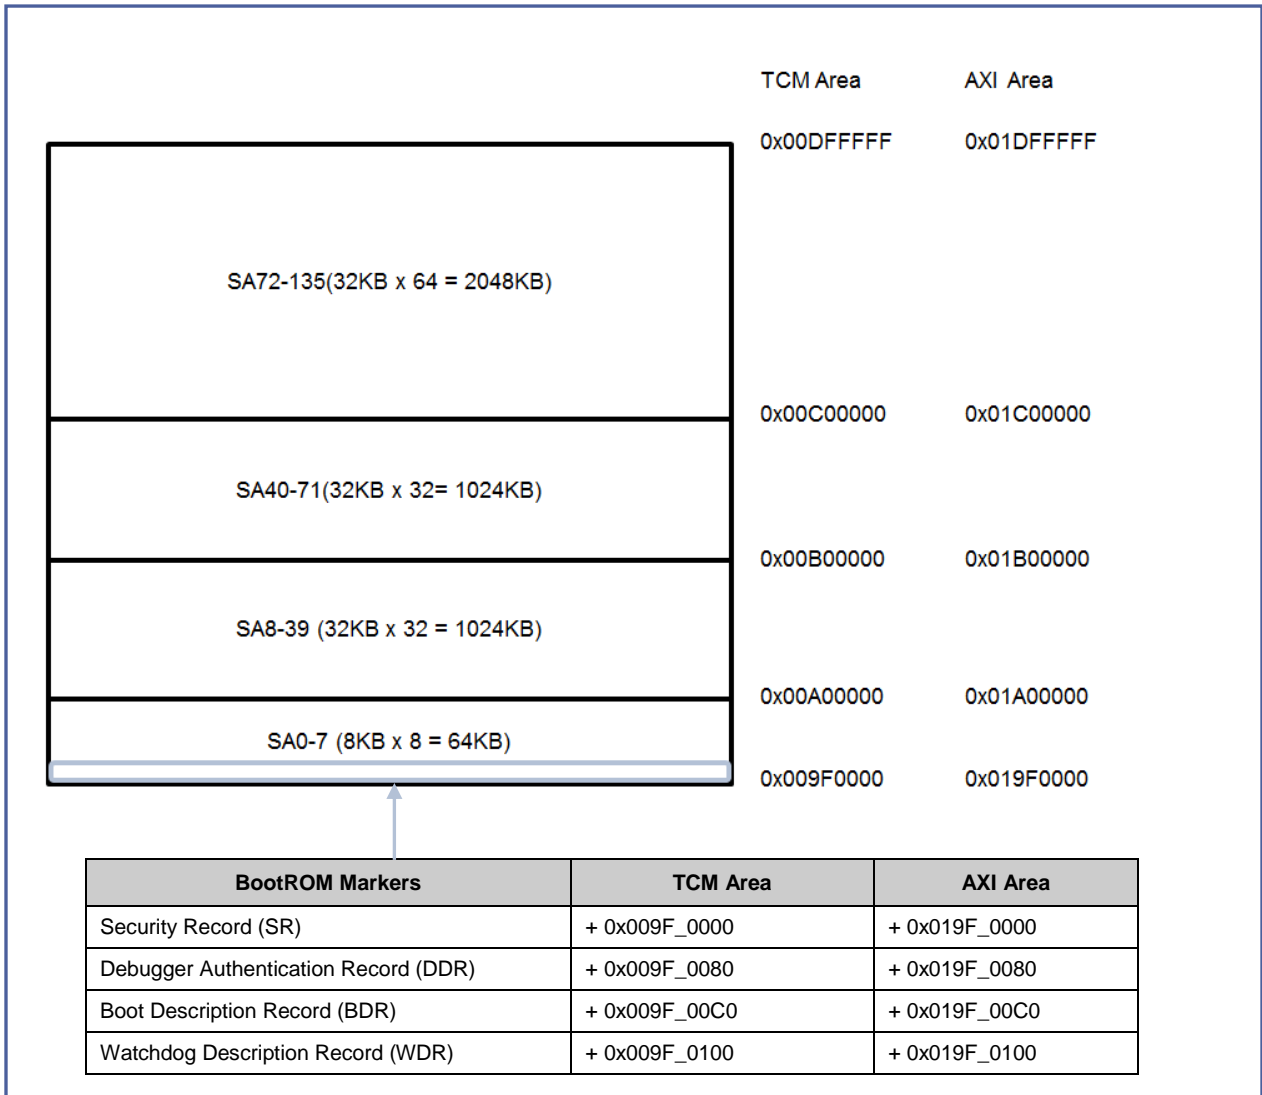 TCM Area AXI Area
0x00DFFFFF 0x01DFFFFF
SA72-135(32KB x 64 = 2048KB)
0x00C00000 0x01C00000
SA40-71(32KB x 32= 1024KB)
0x00B00000 0x01B00000
SA8-39 (32KB x 32 = 1024KB)
0x00A00000 0x01A00000
SA0-7 (8KB x 8 = 64KB)
0x009F0000 0x019F0000
BootROM Markers TCM Area AXI Area
Security Record (SR) + 0x009F_0000 + 0x019F_0000
Debugger Authentication Record (DDR) + 0x009F_0080 + 0x019F_0080
Boot Description Record (BDR) + 0x009F_00C0 + 0x019F_00C0
Watchdog Description Record (WDR) + 0x009F_0100 + 0x019F_0100